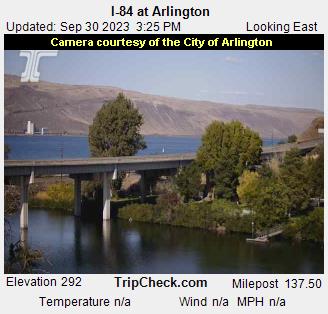 I-84 at Arlington
Updated: Sep 30 2023 3:25 PM Looking East
Camera courtesy of the City of Arlington
Elevation 292 TripCheck.com Milepost 137.50
Temperature n/a Wind n/a MPH n/a